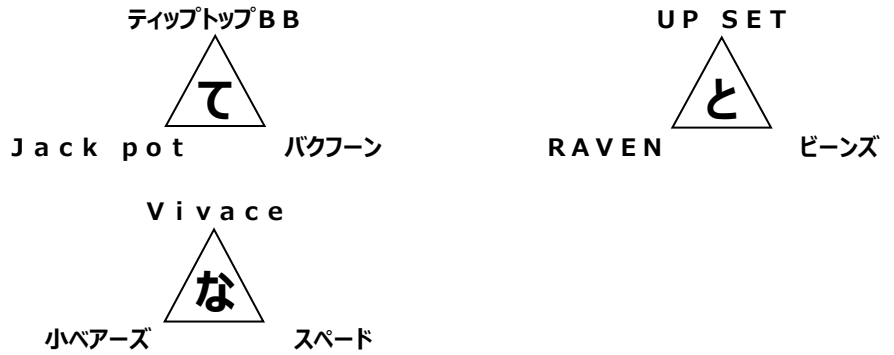 ティップトップＢＢ
て
Ｊａｃｋ ｐｏｔ バクフーン
ＵＰ ＳＥＴ
と
ＲＡＶＥＮ ビーンズ
Ｖｉｖａｃｅ
な
小ベアーズ スペード